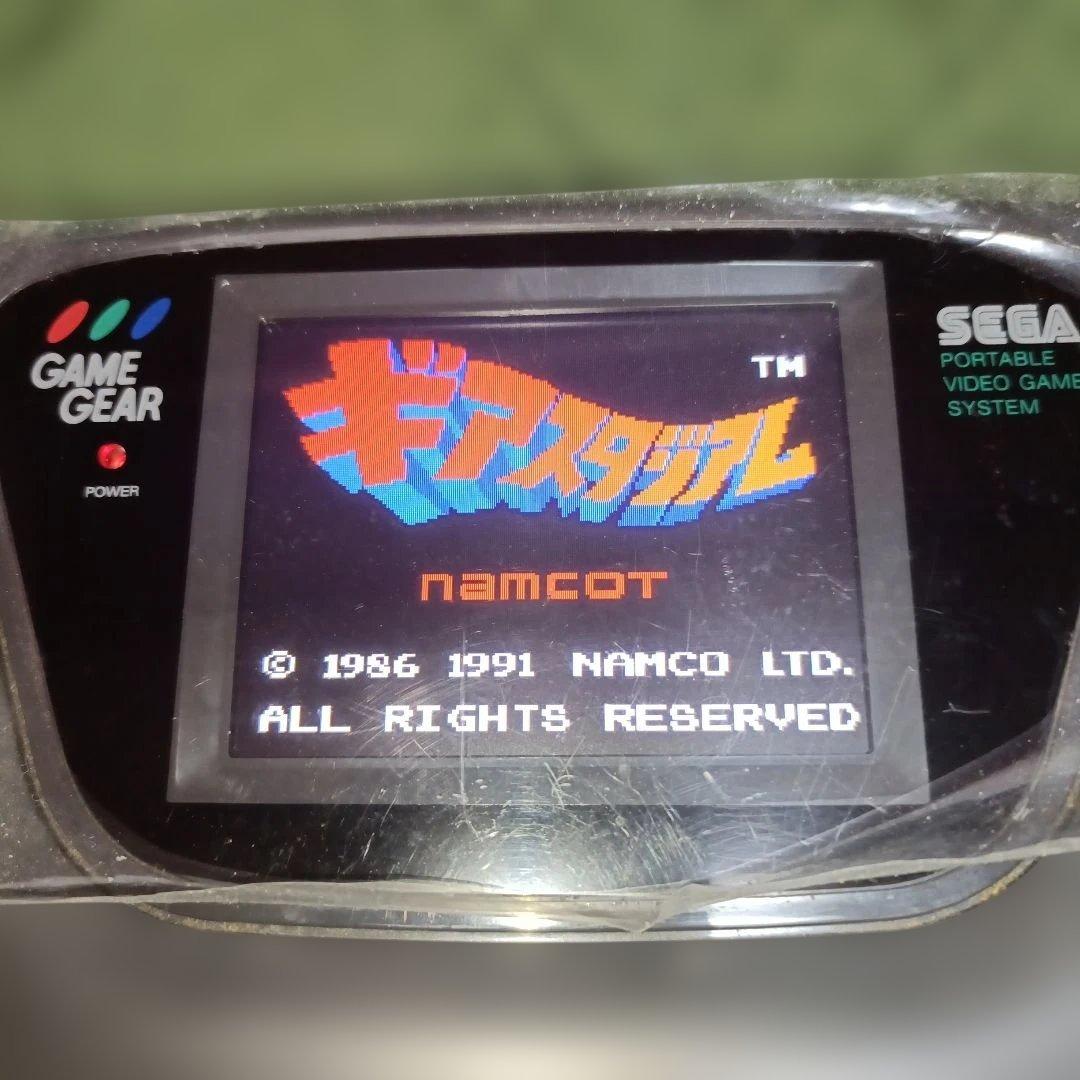 GAME
GEAR
POWER
SEGA
PORTABLE
VIDEO GAME
SYSTEM
TM
ギアスタジアム
namcot
© 1986 1991 NAMCO LTD.
ALL RIGHTS RESERVED